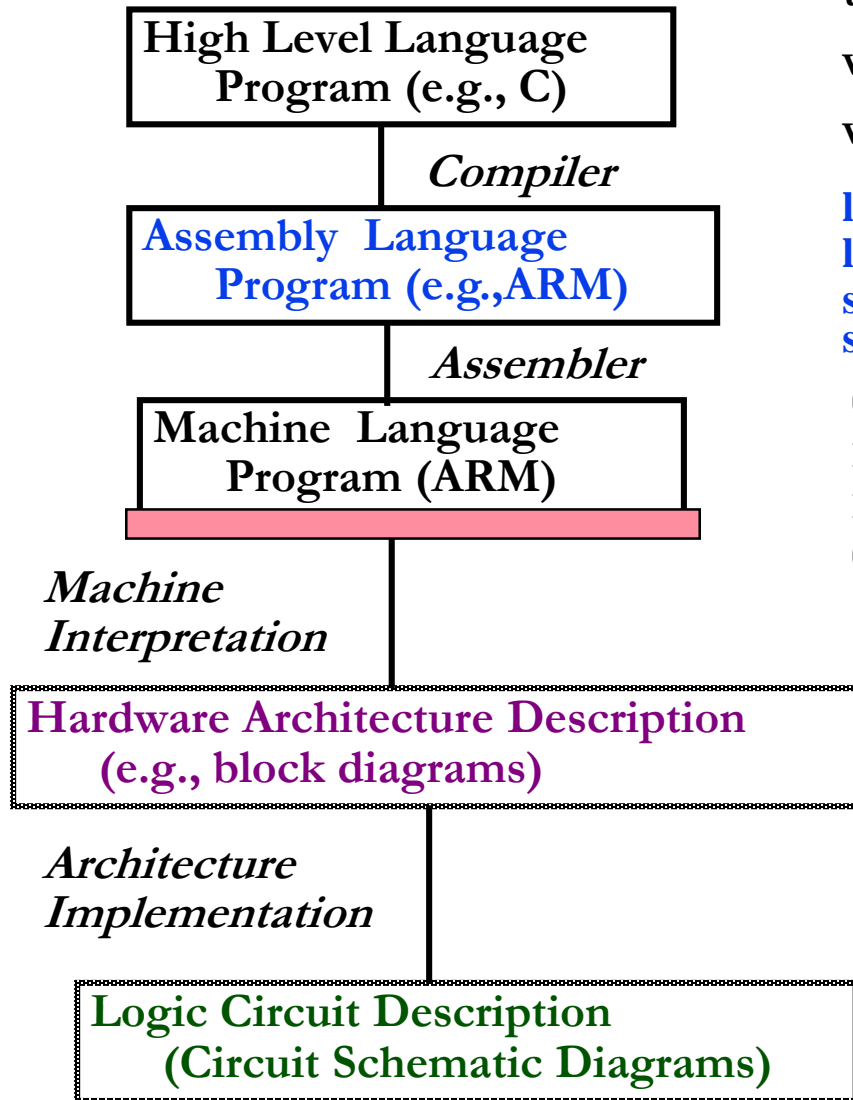 High Level Language
Program (e.g., C)
Compiler
Assembly Language
Program (e.g.,ARM)
Assembler
Machine Language
Program (ARM)
Machine
Interpretation
Hardware Architecture Description
(e.g., block diagrams)
Architecture
Implementation
Logic Circuit Description
(Circuit Schematic Diagrams)